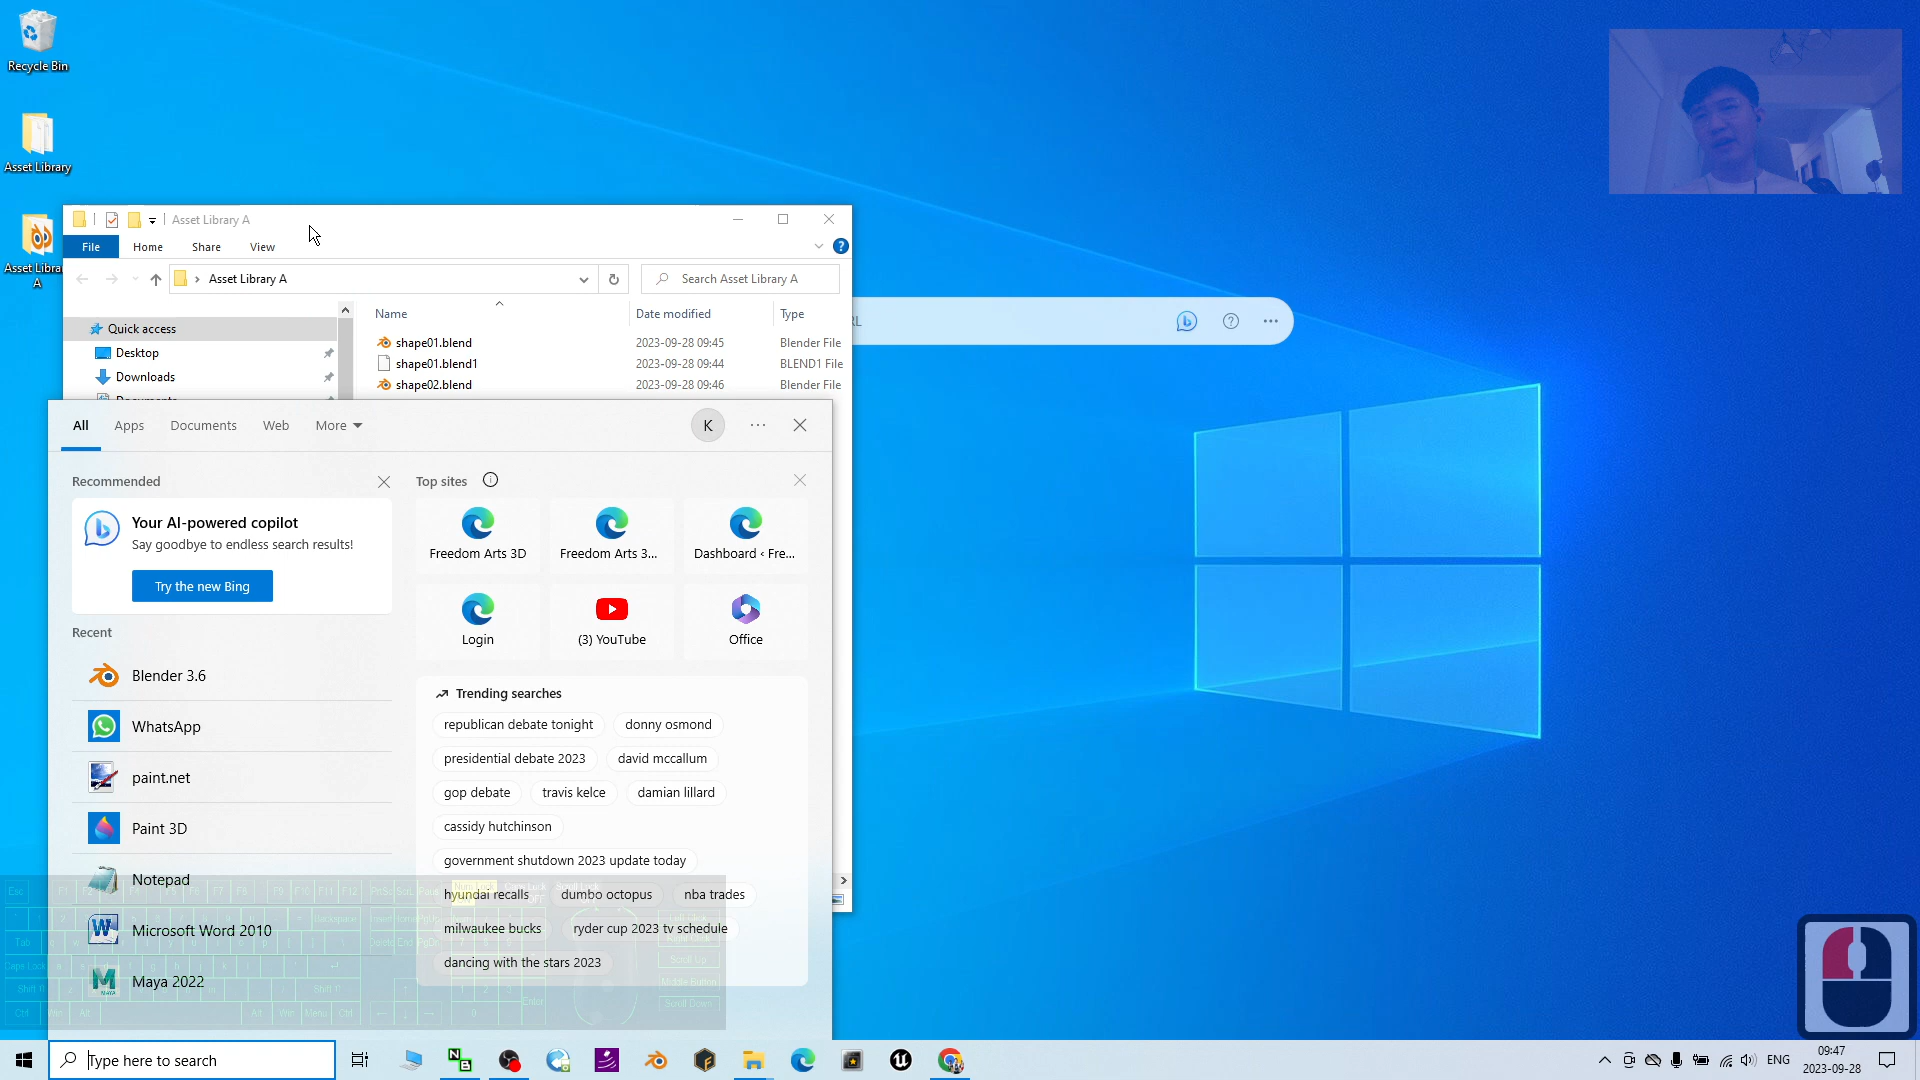 Recycle Bin
Asset Library
Asset Librar
A
Asset Library A
File
Home
Share
View
Asset Library A
Search Asset Library A
Name
Date modified
Type
Quick access
Desktop
Downloads
shape01.blend
2023-09-28 09:45
Blender File
shape01.blend1
2023-09-28 09:44
BLEND1 File
shape02.blend
2023-09-28 09:46
Blender File
RL
All
Apps
Documents
Web
More
K
Recommended
Your AI-powered copilot
Say goodbye to endless search results!
Try the new Bing
Top sites
Freedom Arts 3D
Freedom Arts 3...
Dashboard ‹ Fre...
Login
(3) YouTube
Office
Recent
Blender 3.6
WhatsApp
paint.net
Paint 3D
Notepad
Microsoft Word 2010
Maya 2022
Trending searches
republican debate tonight
donny osmond
presidential debate 2023
david mccallum
gop debate
travis kelce
damian lillard
cassidy hutchinson
government shutdown 2023 update today
hyundai recalls
dumbo octopus
nba trades
milwaukee bucks
ryder cup 2023 tv schedule
dancing with the stars 2023
Type here to search
ENG
09:47
2023-09-28